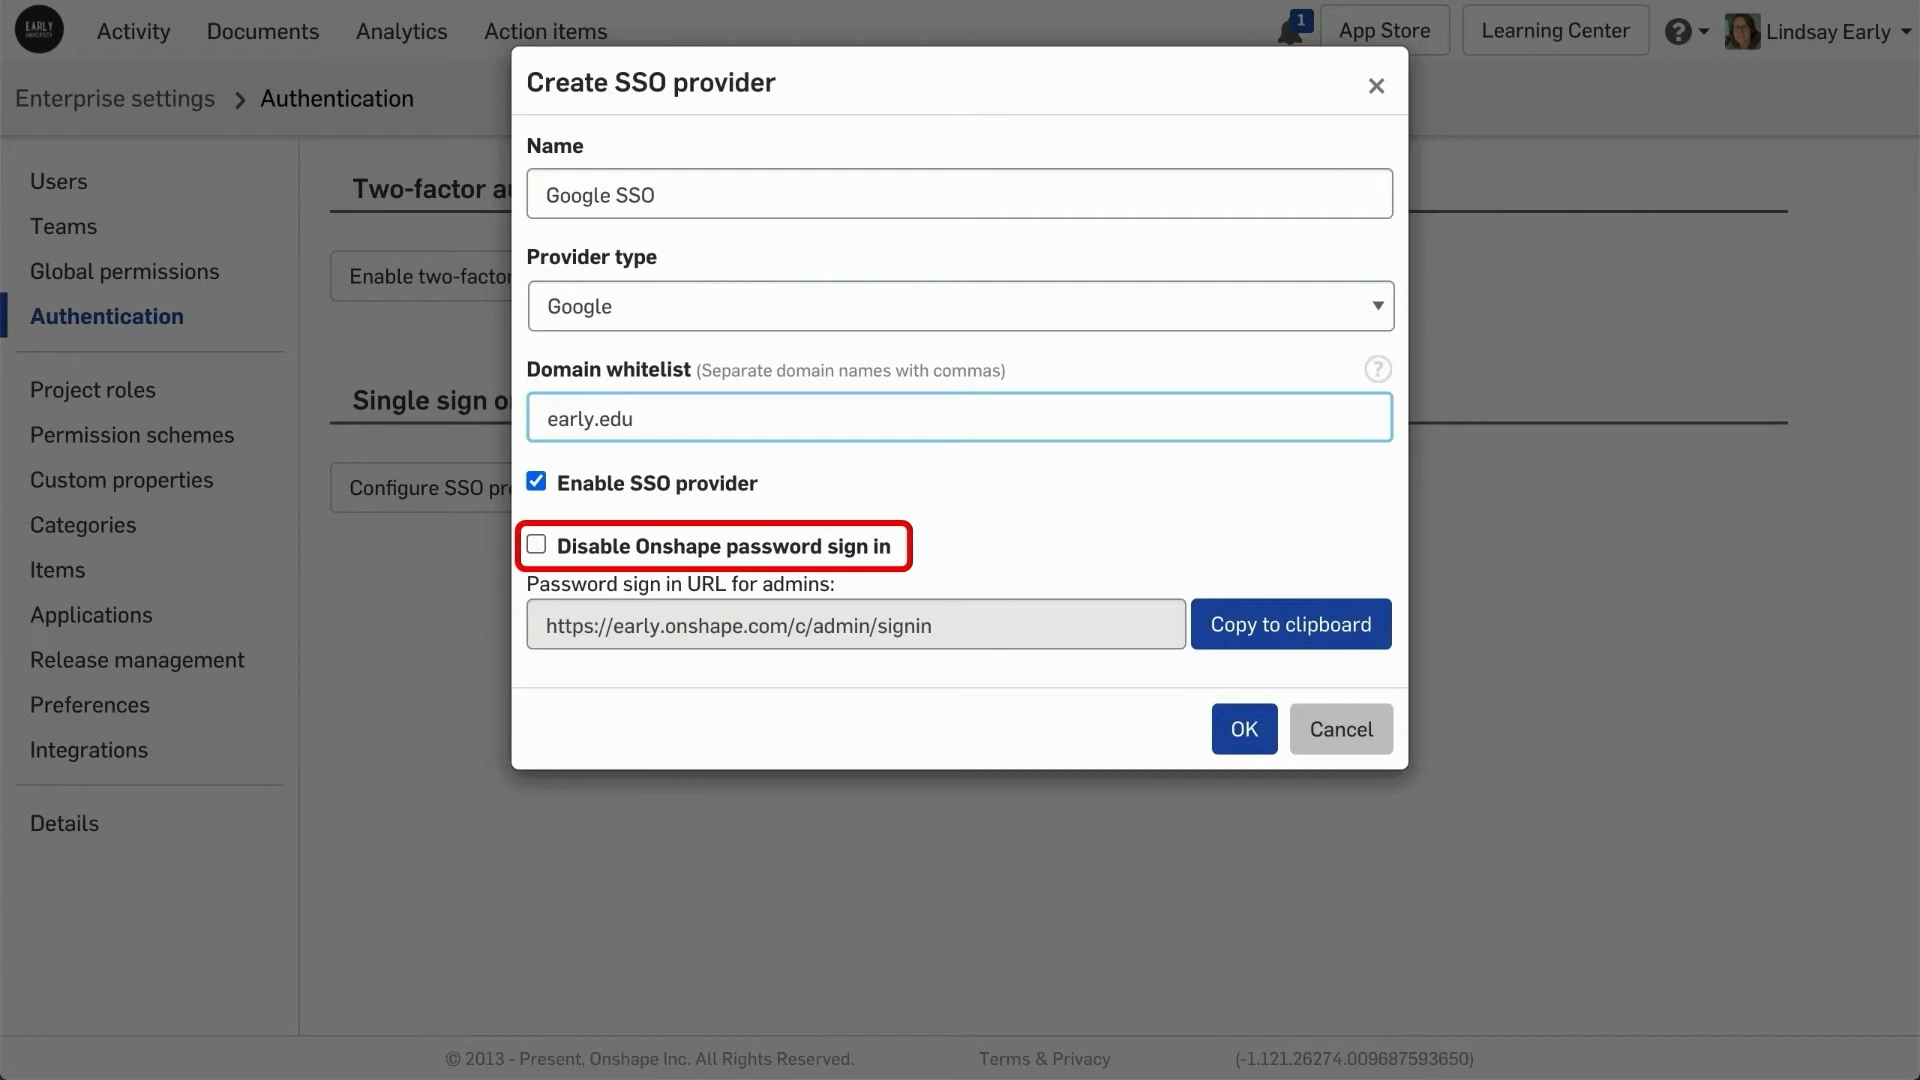 EARLY
UNIVERSITY
Activity
Documents
Analytics
Action items
1
App Store
Learning Center
?
Lindsay Early
Enterprise settings > Authentication
Users
Teams
Global permissions
Authentication
Project roles
Permission schemes
Custom properties
Categories
Items
Applications
Release management
Preferences
Integrations
Details
Two-factor au
Enable two-factor
Single sign o
Configure SSO pr
Create SSO provider
×
Name
Google SSO
Provider type
Google
Domain whitelist (Separate domain names with commas)
?
early.edu
Enable SSO provider
Disable Onshape password sign in
Password sign in URL for admins:
https://early.onshape.com/c/admin/signin
Copy to clipboard
OK
Cancel
© 2013 - Present, Onshape Inc. All Rights Reserved.
Terms & Privacy
(-1.121.26274.009687593650)